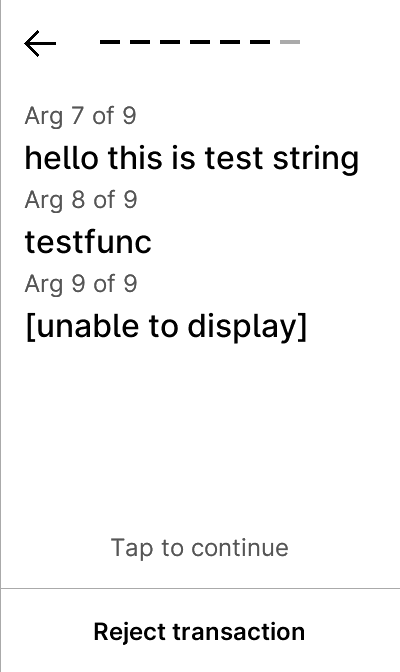 Arg 7 of 9
hello this is test string
Arg 8 of 9
testfunc
Arg 9 of 9
[unable to display]
Tap to continue
Reject transaction